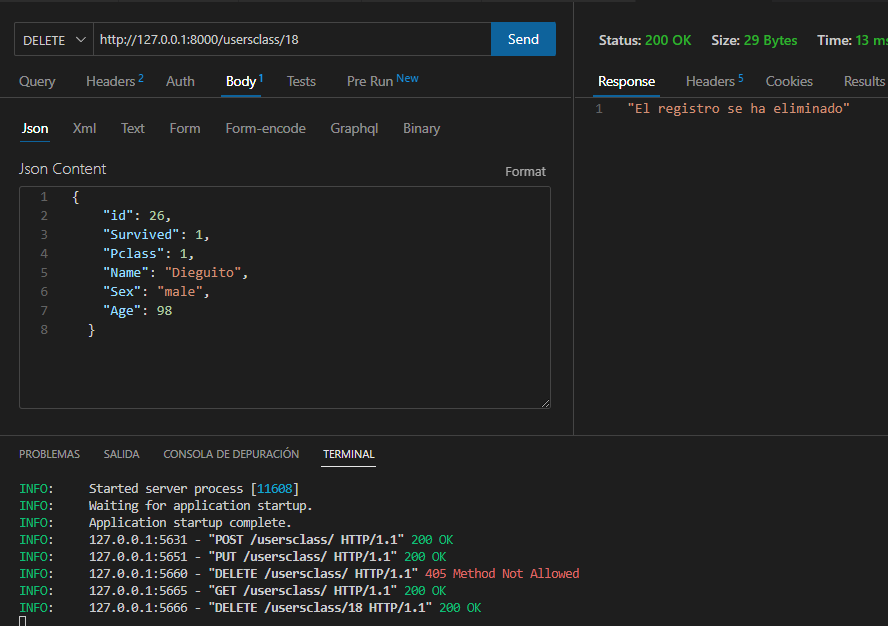 DELETE http://127.0.0.1:8000/usersclass/18 Send
Query Headers 2 Auth Body 1 Tests Pre Run New
Json Xml Text Form Form-encode Graphql Binary
Json Content Format
1 {
2 "id": 26,
3 "Survived": 1,
4 "Pclass": 1,
5 "Name": "Dieguito",
6 "Sex": "male",
7 "Age": 98
8 }
Status: 200 OK Size: 29 Bytes Time: 13 ms
Response Headers 5 Cookies Results
1 "El registro se ha eliminado"
PROBLEMAS SALIDA CONSOLA DE DEPURACIÓN TERMINAL
INFO: Started server process [11608]
INFO: Waiting for application startup.
INFO: Application startup complete.
INFO: 127.0.0.1:5631 - "POST /usersclass/ HTTP/1.1" 200 OK
INFO: 127.0.0.1:5651 - "PUT /usersclass/ HTTP/1.1" 200 OK
INFO: 127.0.0.1:5660 - "DELETE /usersclass/ HTTP/1.1" 405 Method Not Allowed
INFO: 127.0.0.1:5665 - "GET /usersclass/ HTTP/1.1" 200 OK
INFO: 127.0.0.1:5666 - "DELETE /usersclass/18 HTTP/1.1" 200 OK